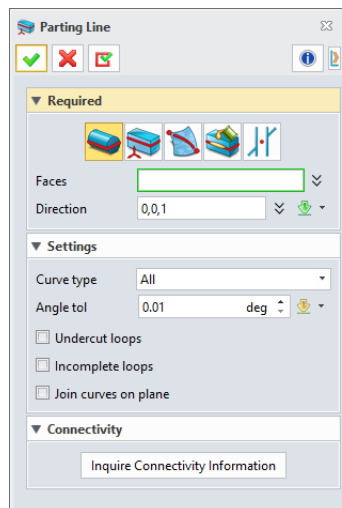 Parting Line
Required
Faces
Direction 0,0,1
Settings
Curve type All
Angle tol 0.01 deg
Undercut loops
Incomplete loops
Join curves on plane
Connectivity
Inquire Connectivity Information